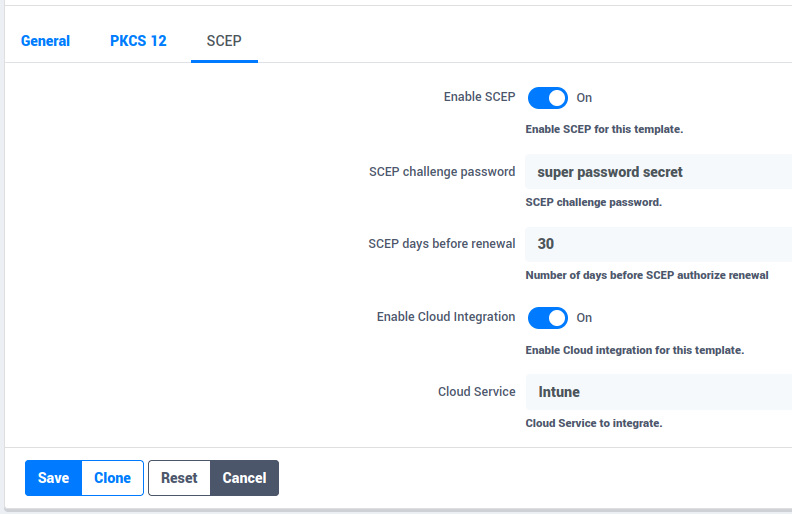 General PKCS 12 SCEP
Enable SCEP On
Enable SCEP for this template.
SCEP challenge password super password secret
SCEP challenge password.
SCEP days before renewal 30
Number of days before SCEP authorize renewal
Enable Cloud Integration On
Enable Cloud integration for this template.
Cloud Service Intune
Cloud Service to integrate.
Save Clone Reset Cancel